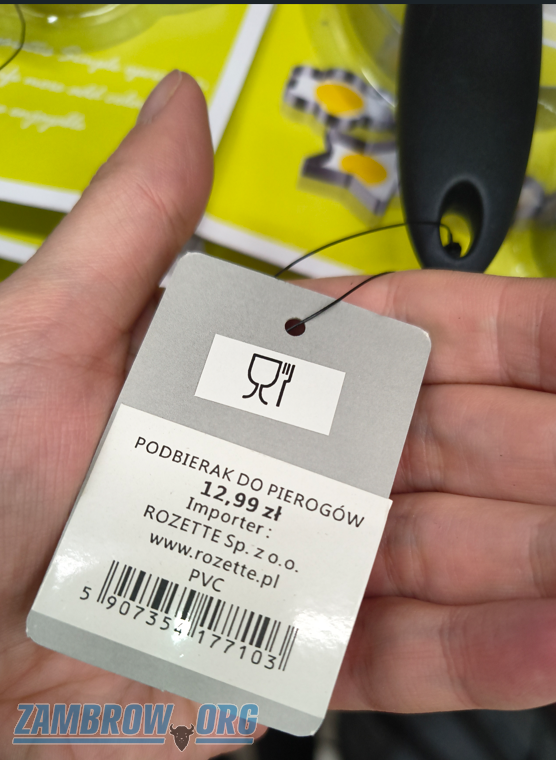 PODBIERAK DO PIEROGÓW
12.99 zł
Importer:
ROZETTE Sp. z o.o.
www.rozette.pl
PVC
5 907354 177103
ZAMBROW.ORG